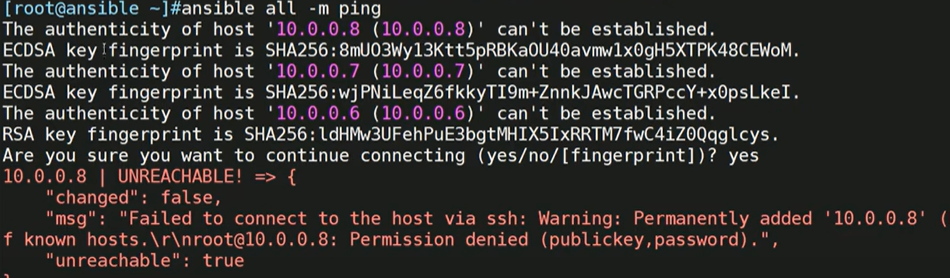 [root@ansible ~]#ansible all -m ping
The authenticity of host '10.0.0.8 (10.0.0.8)' can't be established.
ECDSA key fingerprint is SHA256:8mUO3Wy13Ktt5pRBKaOU40avmw1x0gH5XTPK48CEWoM.
The authenticity of host '10.0.0.7 (10.0.0.7)' can't be established.
ECDSA key fingerprint is SHA256:wjPNiLeqZ6fkkyTI9m+ZnnkJAwcTGRPccY+x0psLkeI.
The authenticity of host '10.0.0.6 (10.0.0.6)' can't be established.
RSA key fingerprint is SHA256:ldHMw3UFehPuE3bgtMHIX5IxRRTM7fwC4iZ0Qqglcys.
Are you sure you want to continue connecting (yes/no/[fingerprint])? yes
10.0.0.8 | UNREACHABLE! => {
    "changed": false,
    "msg": "Failed to connect to the host via ssh: Warning: Permanently added '10.0.0.8' (
f known hosts.\r\nroot@10.0.0.8: Permission denied (publickey,password).",
    "unreachable": true